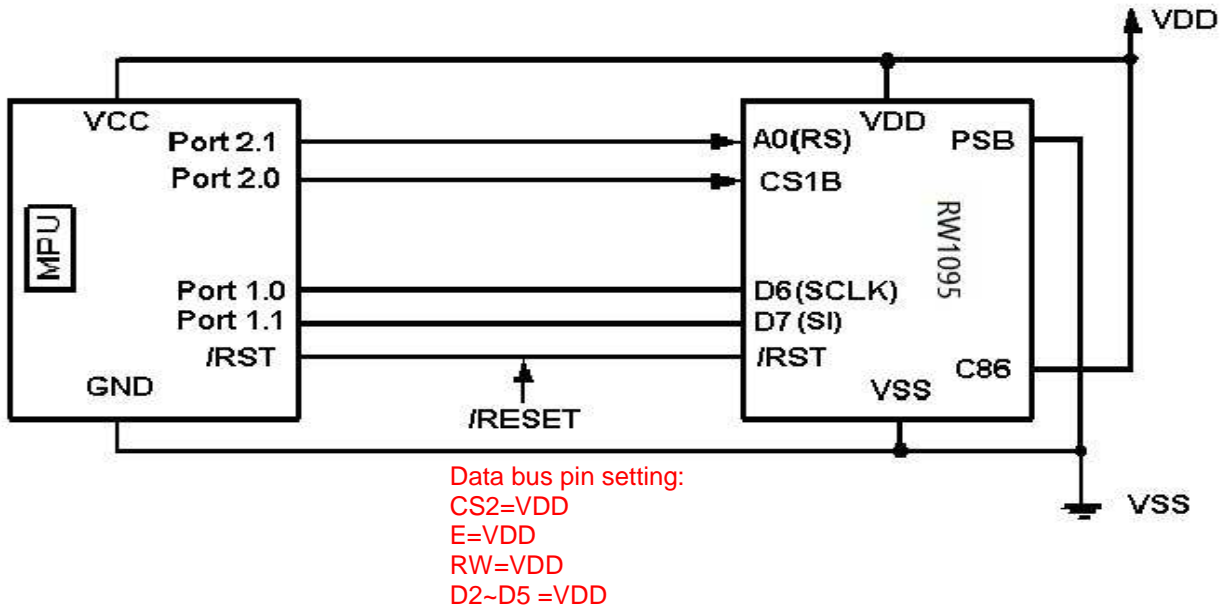 VDD
VCC
Port 2.1
Port 2.0
MPU
Port 1.0
Port 1.1
/RST
GND
/RESET
VDD
A0(RS)
PSB
CS1B
RW1095
D6(SCLK)
D7(SI)
/RST
C86
VSS
VSS
Data bus pin setting:
CS2=VDD
E=VDD
RW=VDD
D2~D5 =VDD